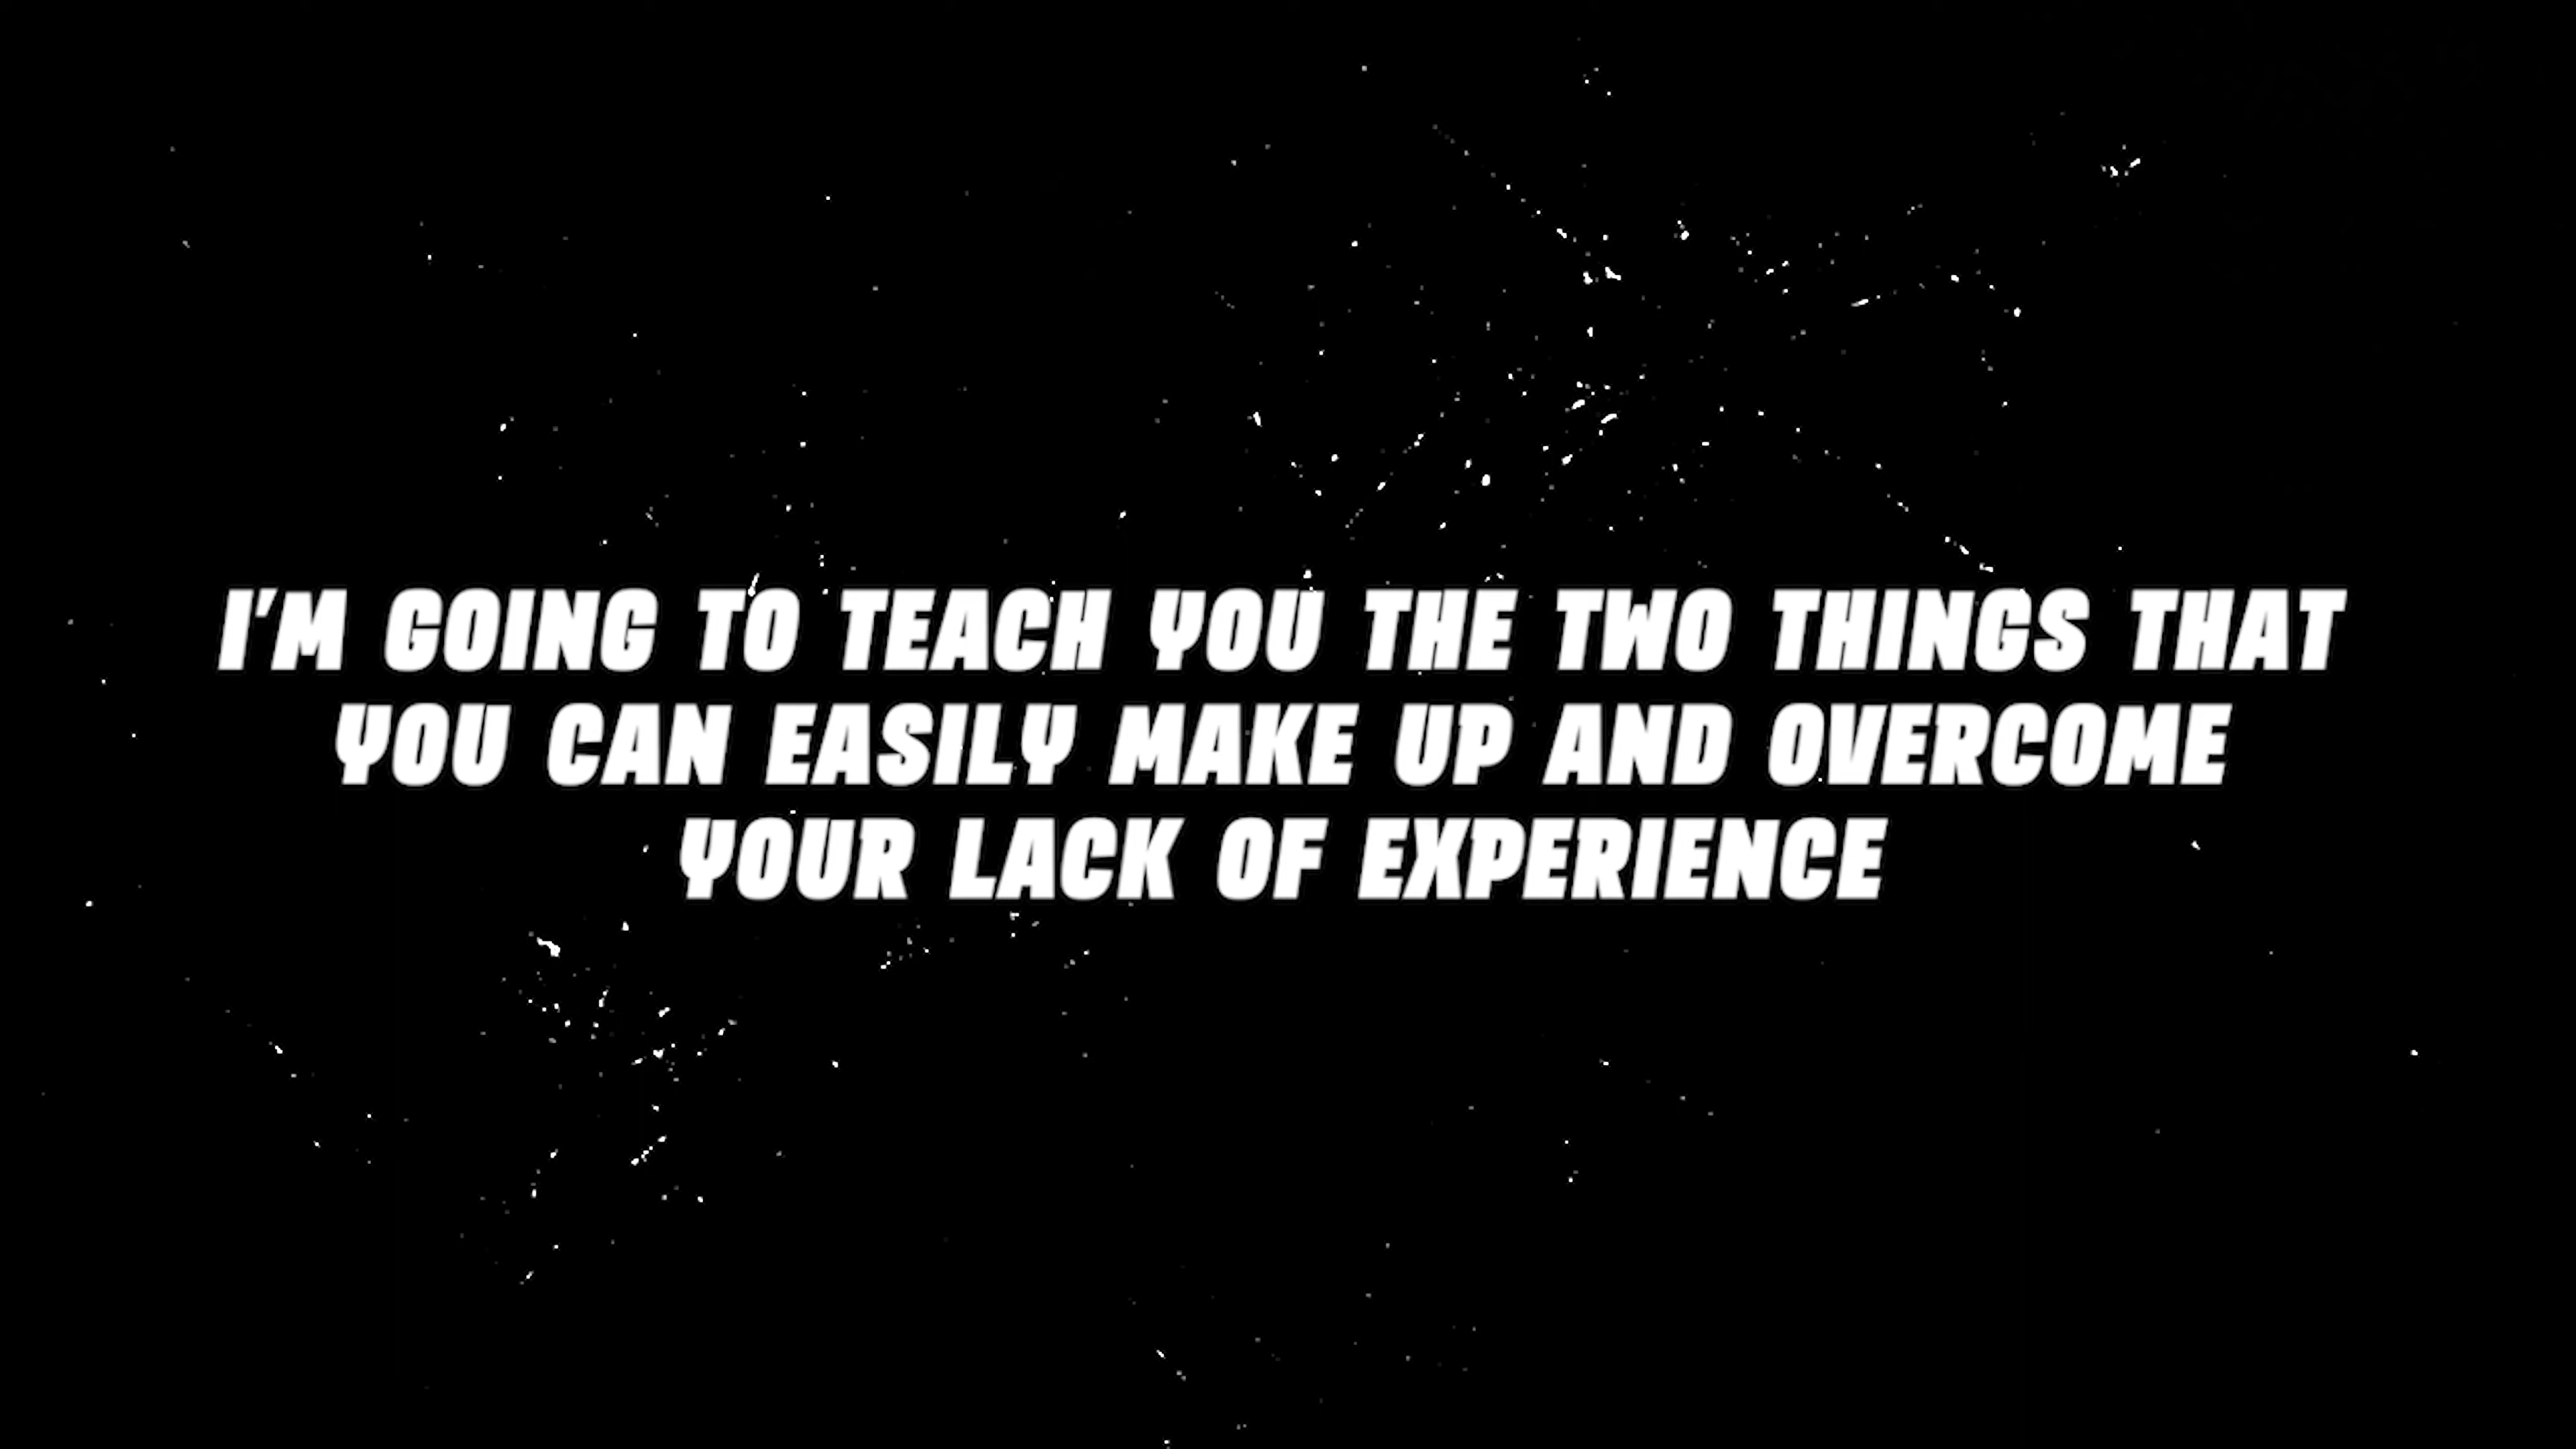 I'M GOING TO TEACH YOU THE TWO THINGS THAT
YOU CAN EASILY MAKE UP AND OVERCOME
YOUR LACK OF EXPERIENCE